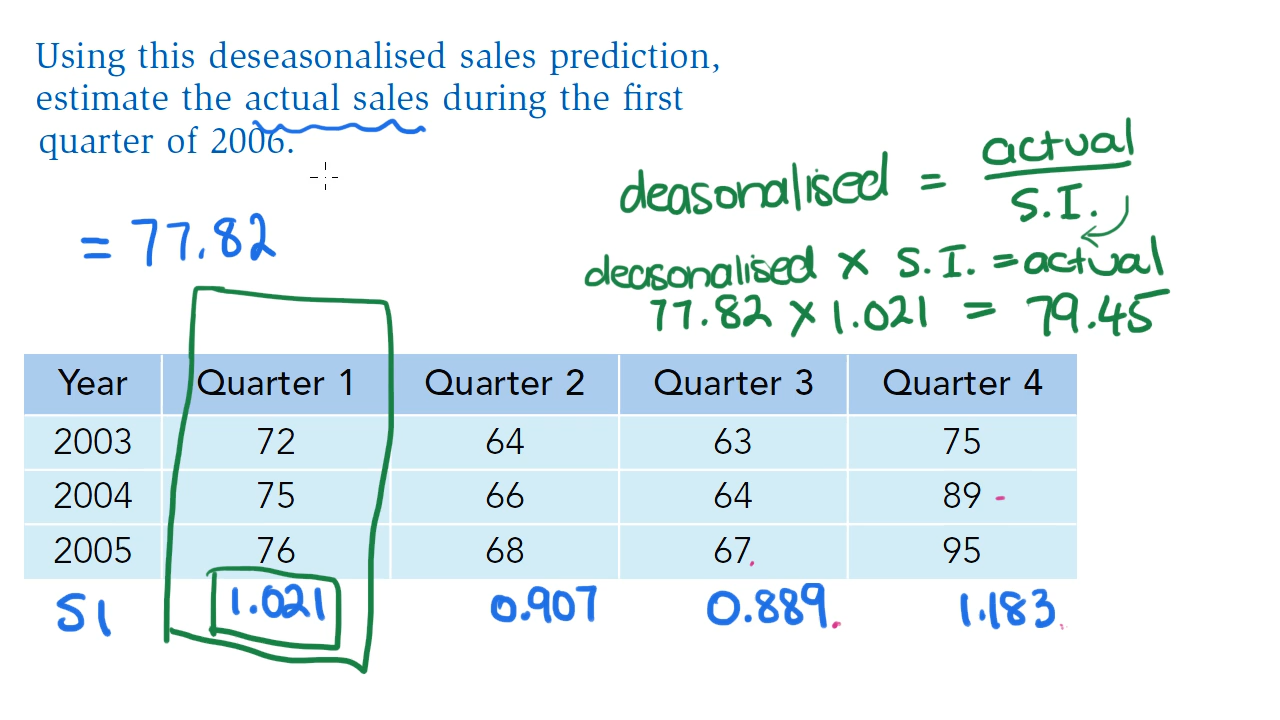 Using this deseasonalised sales prediction,
estimate the actual sales during the first
quarter of 2006.
= 77.82
deasonalised = actual / S.I.
deasonalised × S.I. = actual
77.82 × 1.021 = 79.45
Year Quarter 1 Quarter 2 Quarter 3 Quarter 4
2003 72 64 63 75
2004 75 66 64 89
2005 76 68 67 95
SI 1.021 0.907 0.889 1.183